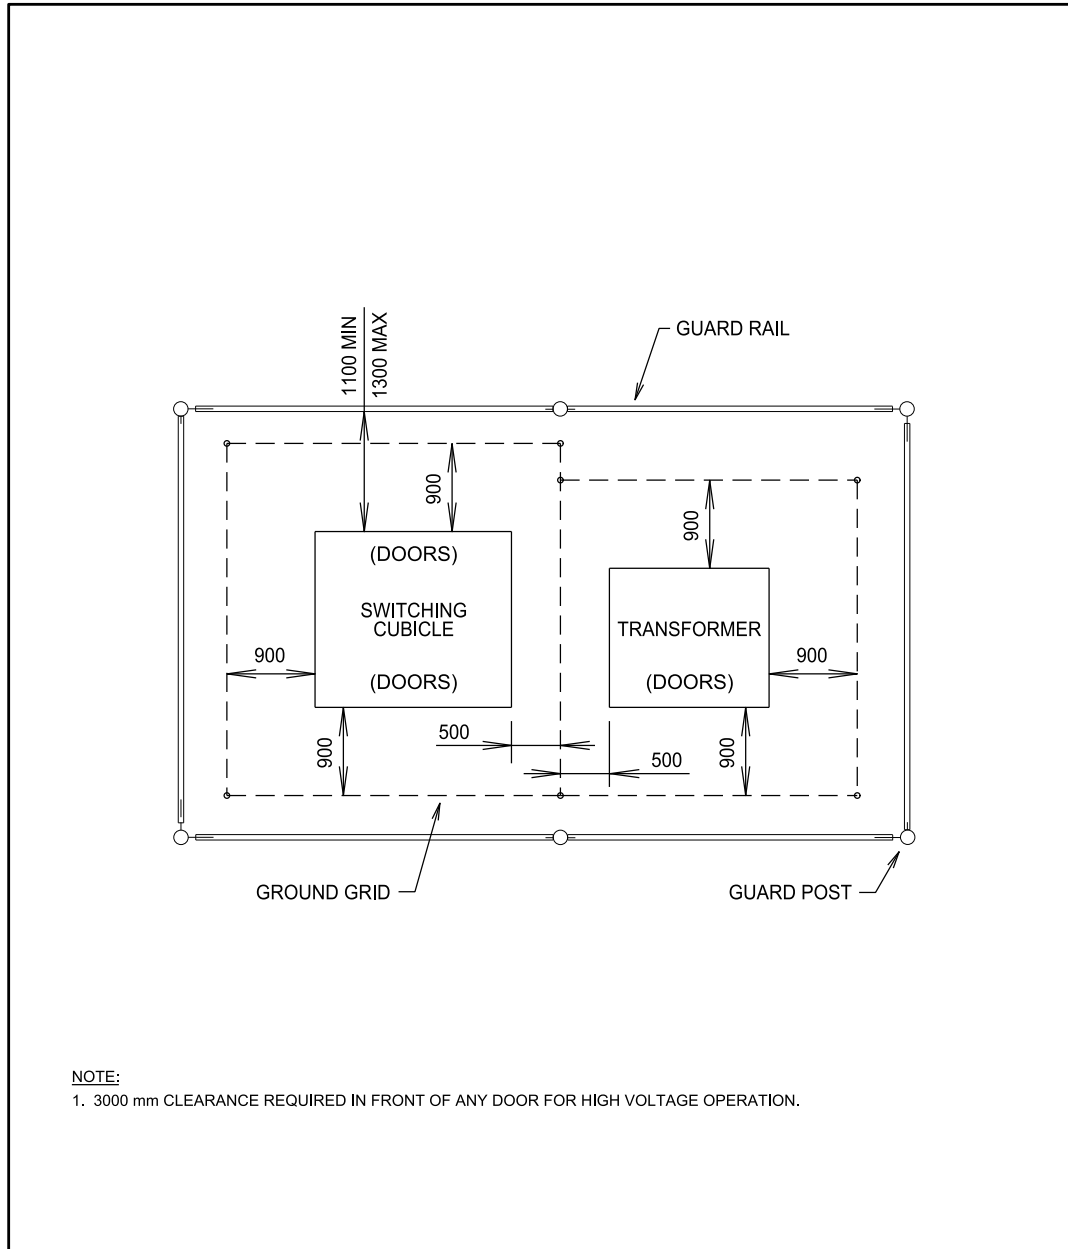 1100 MIN
1300 MAX
GUARD RAIL
900
900
(DOORS)
SWITCHING
CUBICLE
TRANSFORMER
900
900
(DOORS)
(DOORS)
500
900
900
500
GROUND GRID
GUARD POST
NOTE:
1. 3000 mm CLEARANCE REQUIRED IN FRONT OF ANY DOOR FOR HIGH VOLTAGE OPERATION.